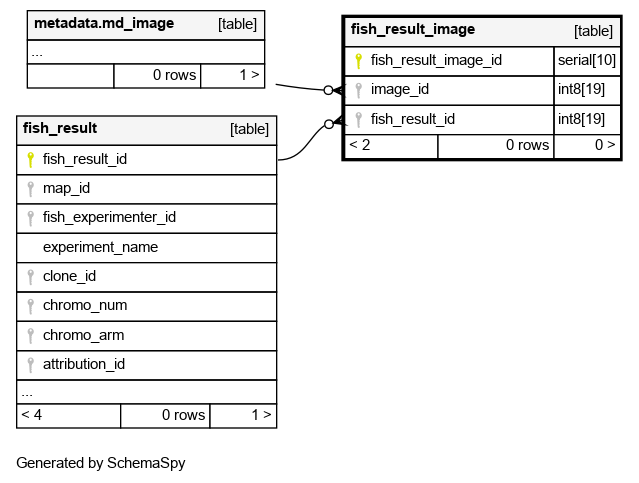 metadata.md_image [table]
...
0 rows 1 >
fish_result_image [table]
fish_result_image_id serial[10]
image_id int8[19]
fish_result_id int8[19]
< 2 0 rows 0 >
fish_result [table]
fish_result_id
map_id
fish_experimenter_id
experiment_name
clone_id
chromo_num
chromo_arm
attribution_id
...
< 4 0 rows 1 >
Generated by SchemaSpy